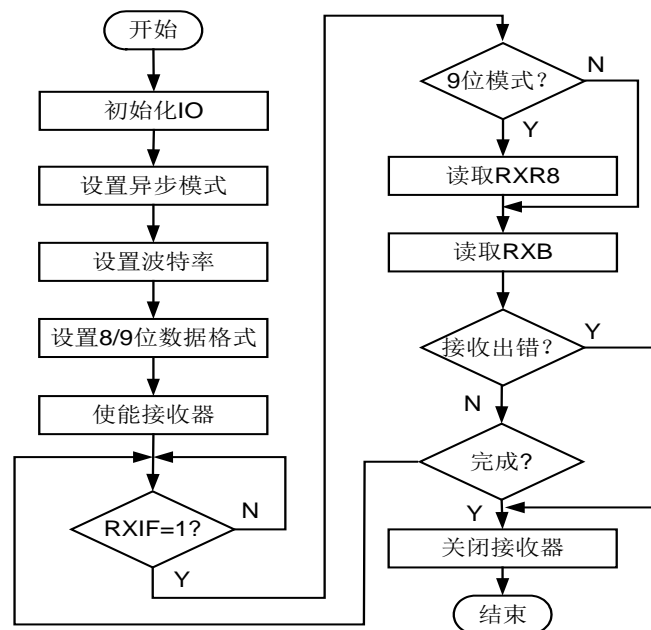 开始
初始化IO
设置异步模式
设置波特率
设置8/9位数据格式
使能接收器
RXIF=1?
N
Y
9位模式?
N
Y
读取RXR8
读取RXB
接收出错?
Y
N
完成?
Y
关闭接收器
结束